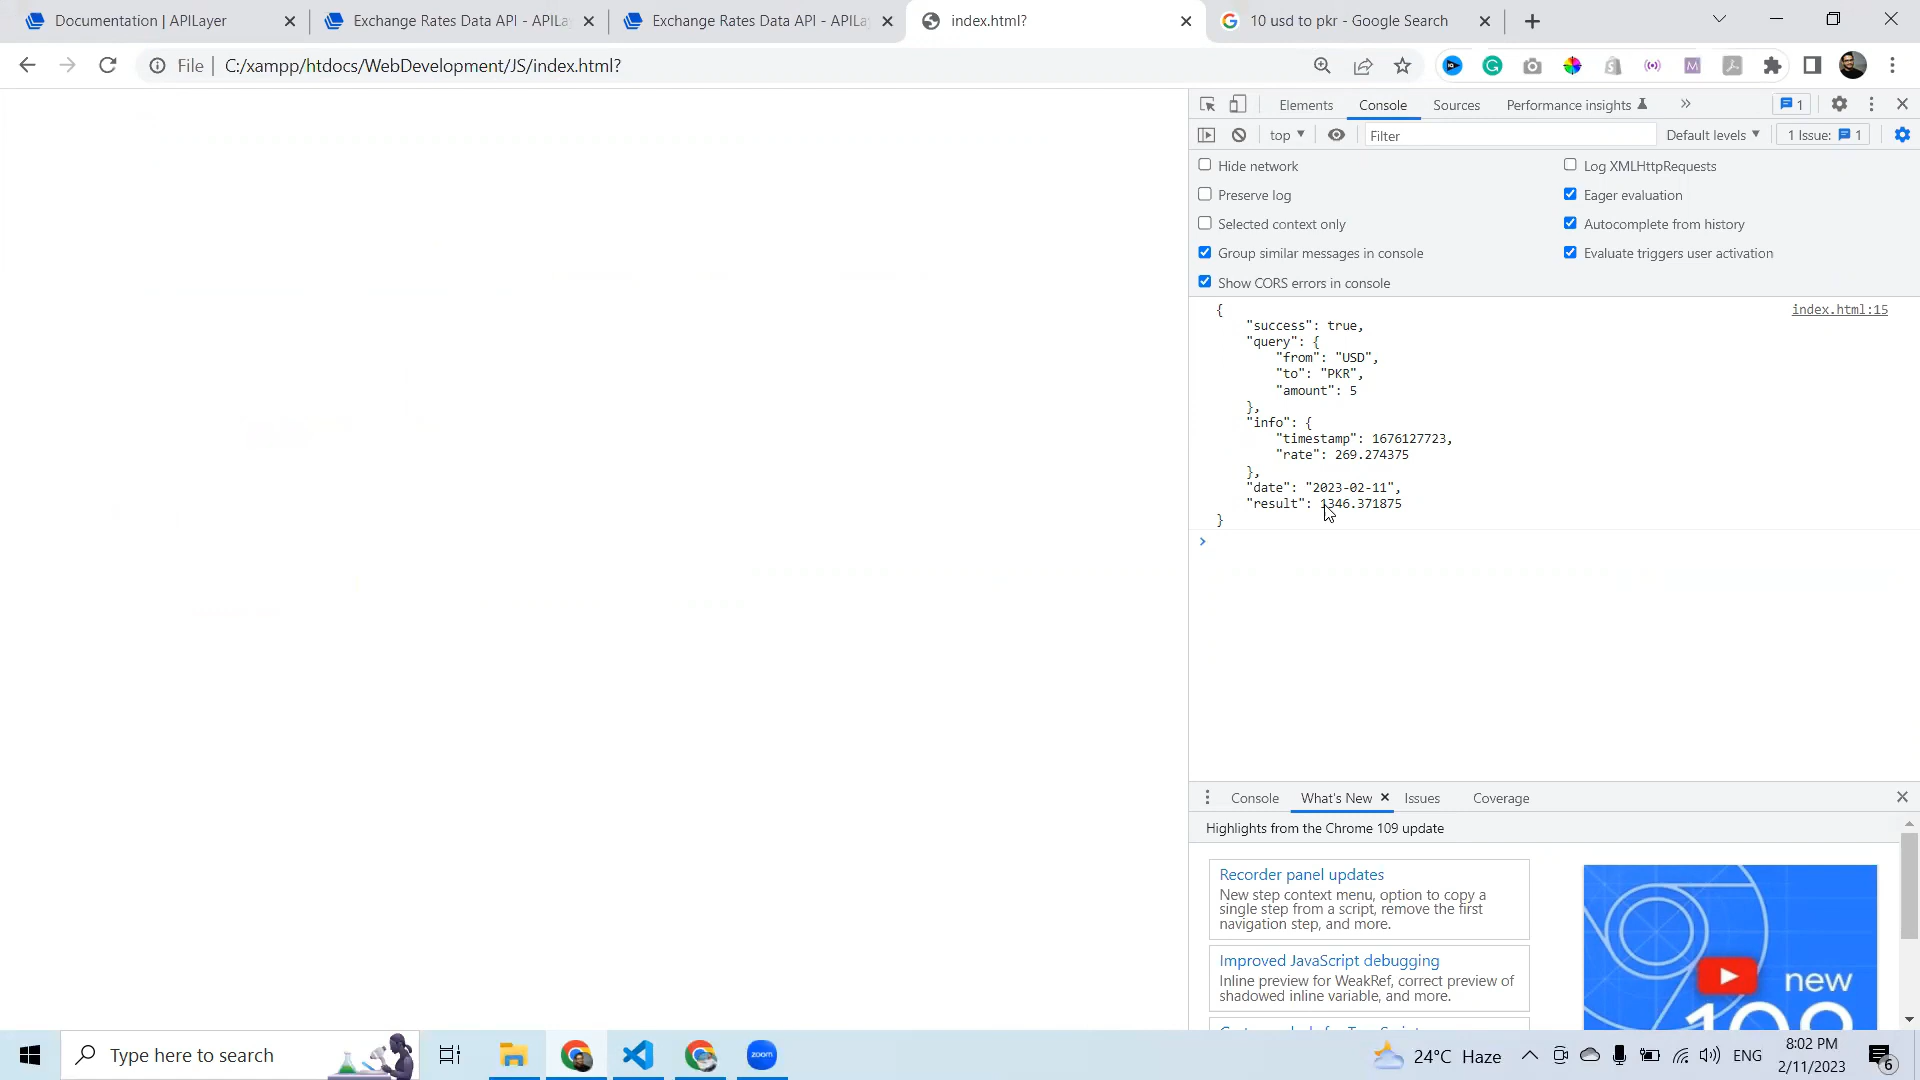 Documentation | APILayer
Exchange Rates Data API - APILa
Exchange Rates Data API - APILa
index.html?
10 usd to pkr - Google Search
File
C:/xampp/htdocs/WebDevelopment/JS/index.html?
Elements
Console
Sources
Performance insights
1
top
Filter
Default levels
1 Issue: 1
Hide network
Log XMLHttpRequests
Preserve log
Eager evaluation
Selected context only
Autocomplete from history
Group similar messages in console
Evaluate triggers user activation
Show CORS errors in console
{
index.html:15
"success": true,
"query": {
"from": "USD",
"to": "PKR",
"amount": 5
},
"info": {
"timestamp": 1676127723,
"rate": 269.274375
},
"date": "2023-02-11",
"result": 1346.371875
}
Console
What's New
Issues
Coverage
Highlights from the Chrome 109 update
Recorder panel updates
New step context menu, option to copy a
single step from a script, remove the first
navigation step, and more.
Improved JavaScript debugging
Inline preview for WeakRef, correct preview of
shadowed inline variable, and more.
new
109
Type here to search
zoom
24°C Haze
ENG
8:02 PM
2/11/2023
6